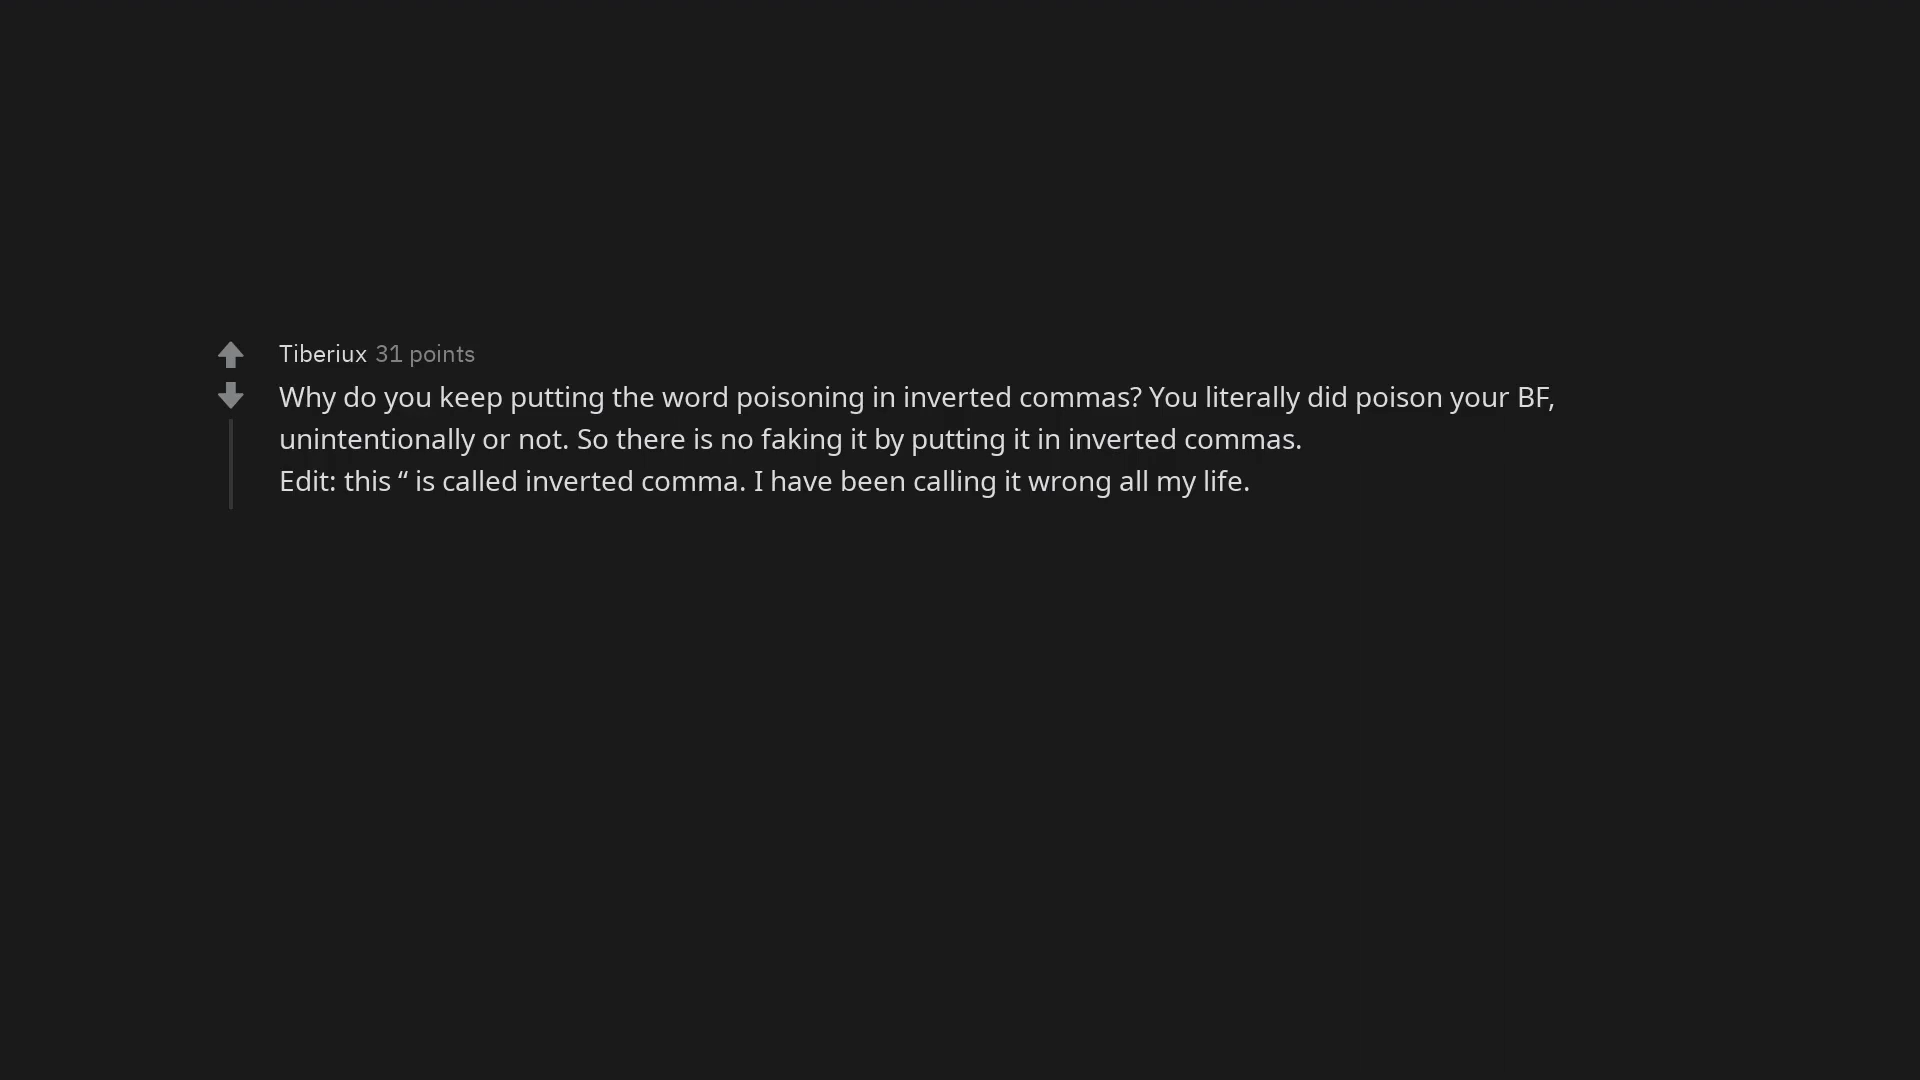 Tiberiux 31 points
Why do you keep putting the word poisoning in inverted commas? You literally did poison your BF,
unintentionally or not. So there is no faking it by putting it in inverted commas.
Edit: this “ is called inverted comma. I have been calling it wrong all my life.